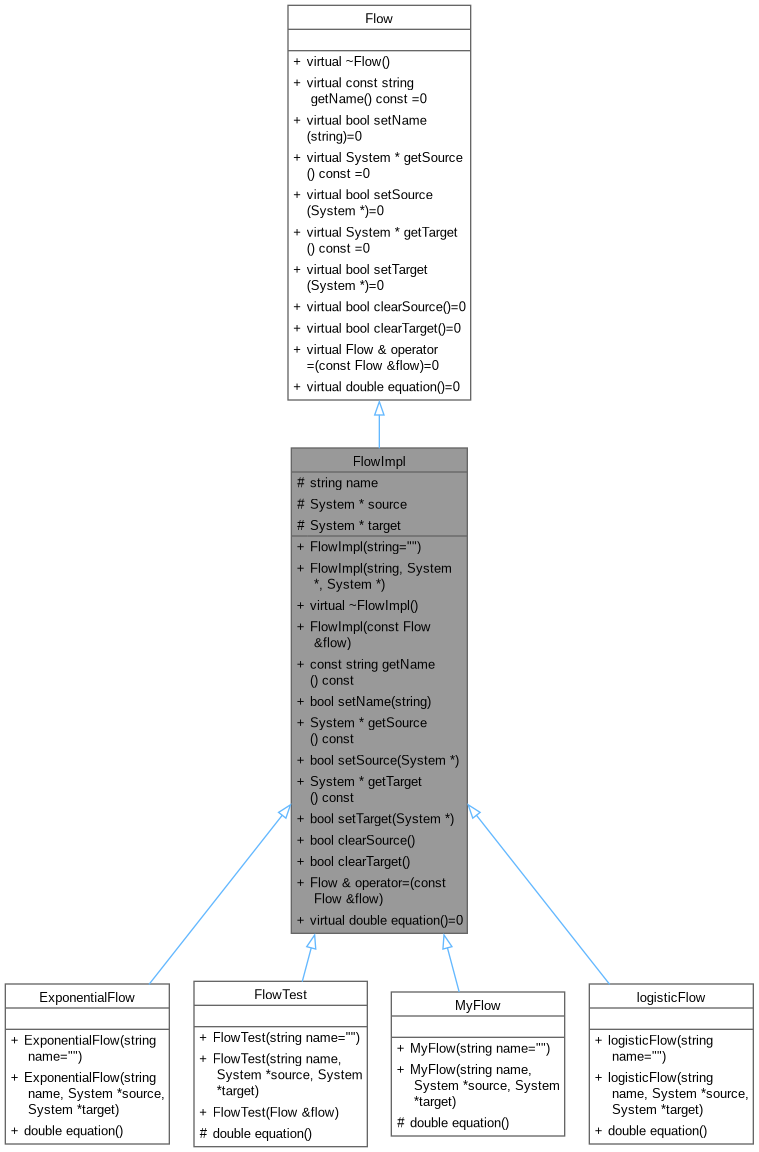 Flow
+ virtual ~Flow()
+ virtual const string
getName() const =0
+ virtual bool setName
(string)=0
+ virtual System * getSource
() const =0
+ virtual bool setSource
(System *)=0
+ virtual System * getTarget
() const =0
+ virtual bool setTarget
(System *)=0
+ virtual bool clearSource()=0
+ virtual bool clearTarget()=0
+ virtual Flow & operator
=(const Flow &flow)=0
+ virtual double equation()=0
FlowImpl
# string name
# System * source
# System * target
+ FlowImpl(string="")
+ FlowImpl(string, System
*, System *)
+ virtual ~FlowImpl()
+ FlowImpl(const Flow
&flow)
+ const string getName
() const
+ bool setName(string)
+ System * getSource
() const
+ bool setSource(System *)
+ System * getTarget
() const
+ bool setTarget(System *)
+ bool clearSource()
+ bool clearTarget()
+ Flow & operator=(const
Flow &flow)
+ virtual double equation()=0
ExponentialFlow
+ ExponentialFlow(string
name="")
+ ExponentialFlow(string
name, System *source,
System *target)
+ double equation()
FlowTest
+ FlowTest(string name="")
+ FlowTest(string name,
System *source, System
*target)
+ FlowTest(Flow &flow)
# double equation()
MyFlow
+ MyFlow(string name="")
+ MyFlow(string name,
System *source, System
*target)
# double equation()
logisticFlow
+ logisticFlow(string
name="")
+ logisticFlow(string
name, System *source,
System *target)
+ double equation()